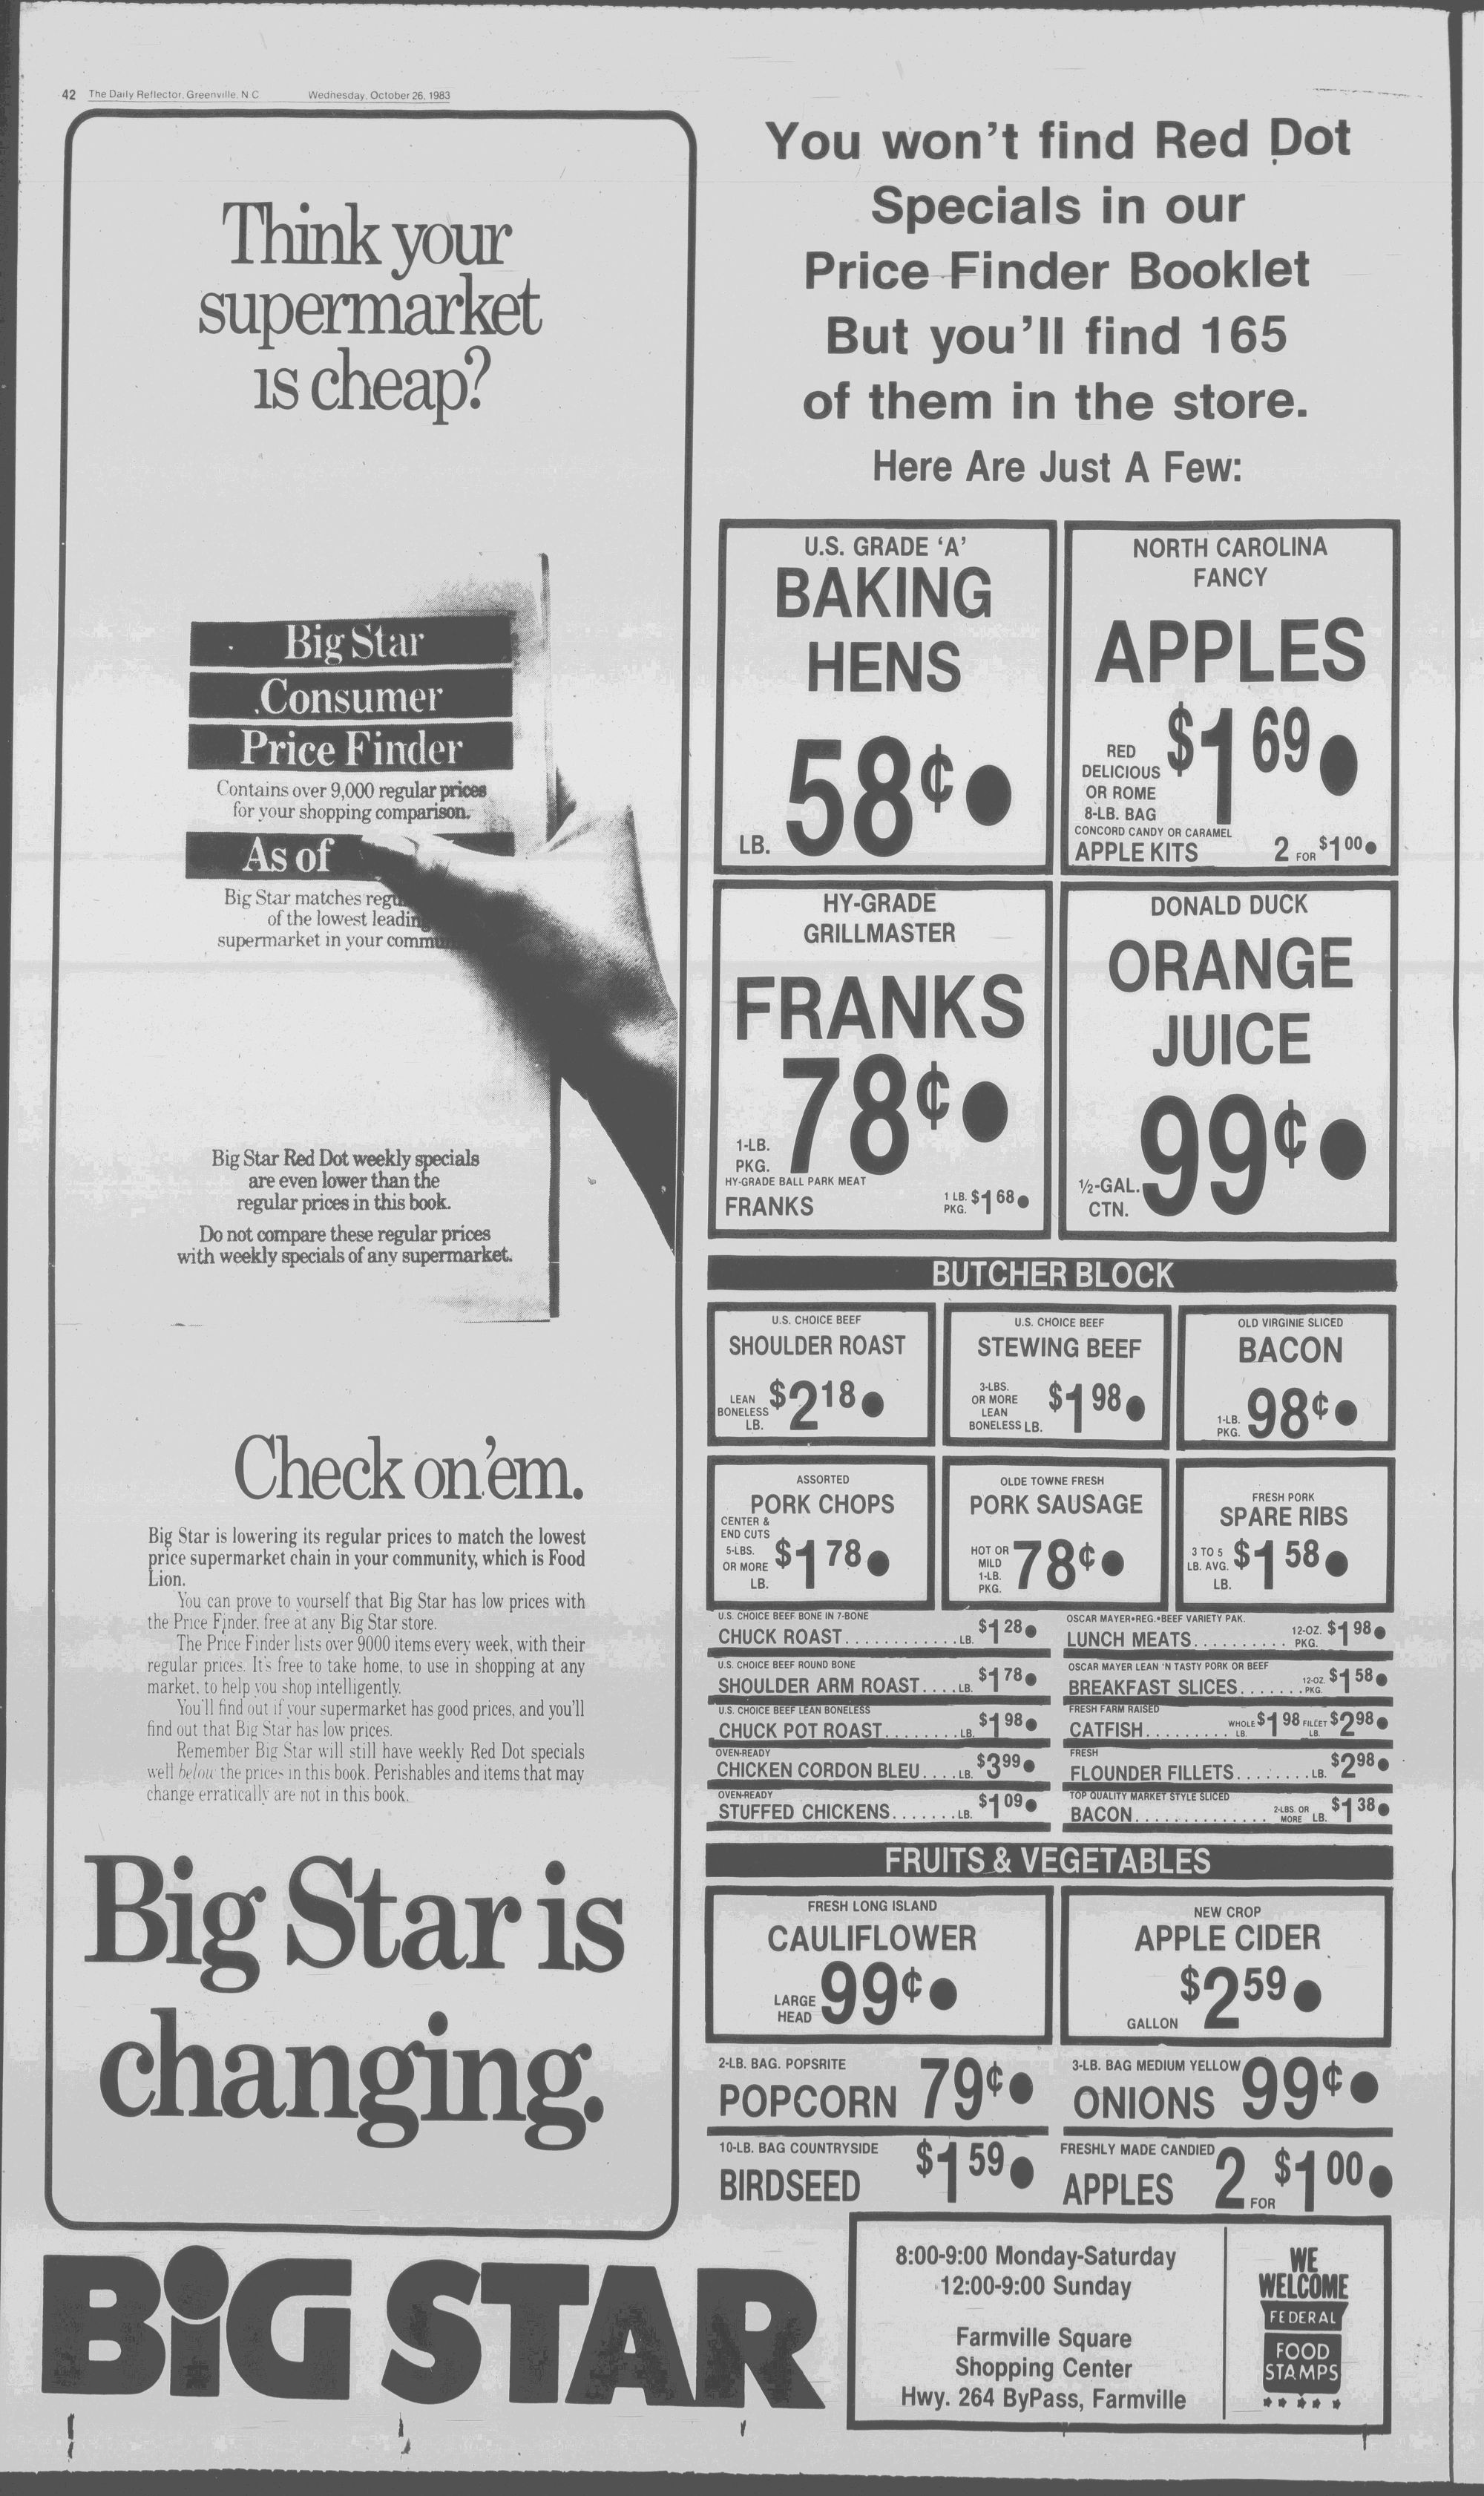 42 The Daily Reflector, Greenville, N.C. Wednesday, October 26, 1983
Think your
supermarket
is cheap?
Big Star
Consumer
Price Finder
Contains over 9,000 regular prices
for your shopping comparison.
As of
Big Star matches regu
of the lowest leading
supermarket in your commu
Big Star Red Dot weekly specials
are even lower than the
regular prices in this book.
Do not compare these regular prices
with weekly specials of any supermarket.
Check on'em.
Big Star is lowering its regular prices to match the lowest
price supermarket chain in your community, which is Food
Lion.
You can prove to yourself that Big Star has low prices with
the Price Finder, free at any Big Star store.
The Price Finder lists over 9000 items every week, with their
regular prices. It's free to take home, to use in shopping at any
market, to help you shop intelligently.
You'll find out if your supermarket has good prices, and you'll
find out that Big Star has low prices.
Remember Big Star will still have weekly Red Dot specials
well below the prices in this book. Perishables and items that may
change erratically are not in this book.
Big Star is
changing.
You won't find Red Dot
Specials in our
Price Finder Booklet
But you'll find 165
of them in the store.
Here Are Just A Few:
U.S. GRADE 'A'
BAKING
HENS
LB. 58¢
NORTH CAROLINA
FANCY
APPLES
RED
DELICIOUS
OR ROME
8-LB. BAG
$1 69
CONCORD CANDY OR CARAMEL
APPLE KITS 2 FOR $1 00
HY-GRADE
GRILLMASTER
FRANKS
1-LB.
PKG.
78¢
HY-GRADE BALL PARK MEAT
FRANKS 1 LB. PKG. $1 68
DONALD DUCK
ORANGE
JUICE
½-GAL.
CTN.
99¢
BUTCHER BLOCK
U.S. CHOICE BEEF
SHOULDER ROAST
LEAN
BONELESS
LB.
$2 18
U.S. CHOICE BEEF
STEWING BEEF
3-LBS.
OR MORE
LEAN
BONELESS LB.
$1 98
OLD VIRGINIE SLICED
BACON
1-LB.
PKG.
98¢
ASSORTED
PORK CHOPS
CENTER &
END CUTS
5-LBS.
OR MORE
LB.
$1 78
OLDE TOWNE FRESH
PORK SAUSAGE
HOT OR
MILD
1-LB.
PKG.
78¢
FRESH PORK
SPARE RIBS
3 TO 5
LB. AVG.
LB.
$1 58
U.S. CHOICE BEEF BONE IN 7-BONE
CHUCK ROAST............LB. $1 28
U.S. CHOICE BEEF ROUND BONE
SHOULDER ARM ROAST....LB. $1 78
U.S. CHOICE BEEF LEAN BONELESS
CHUCK POT ROAST........LB. $1 98
OVEN-READY
CHICKEN CORDON BLEU....LB. $3 99
OVEN-READY
STUFFED CHICKENS.......LB. $1 09
OSCAR MAYER•REG.•BEEF VARIETY PAK.
LUNCH MEATS.......... 12-OZ. PKG. $1 98
OSCAR MAYER LEAN 'N TASTY PORK OR BEEF
BREAKFAST SLICES....... 12-OZ. PKG. $1 58
FRESH FARM RAISED
CATFISH......... WHOLE LB. $1 98 FILLET LB. $2 98
FRESH
FLOUNDER FILLETS........LB. $2 98
TOP QUALITY MARKET STYLE SLICED
BACON.............. 2-LBS. OR MORE LB. $1 38
FRUITS & VEGETABLES
FRESH LONG ISLAND
CAULIFLOWER
LARGE
HEAD
99¢
NEW CROP
APPLE CIDER
GALLON $2 59
2-LB. BAG. POPSRITE
POPCORN 79¢
3-LB. BAG MEDIUM YELLOW
ONIONS 99¢
10-LB. BAG COUNTRYSIDE
BIRDSEED $1 59
FRESHLY MADE CANDIED
APPLES 2 FOR $1 00
BiG STAR
8:00-9:00 Monday-Saturday
12:00-9:00 Sunday
Farmville Square
Shopping Center
Hwy. 264 ByPass, Farmville
WE
WELCOME
FEDERAL
FOOD
STAMPS